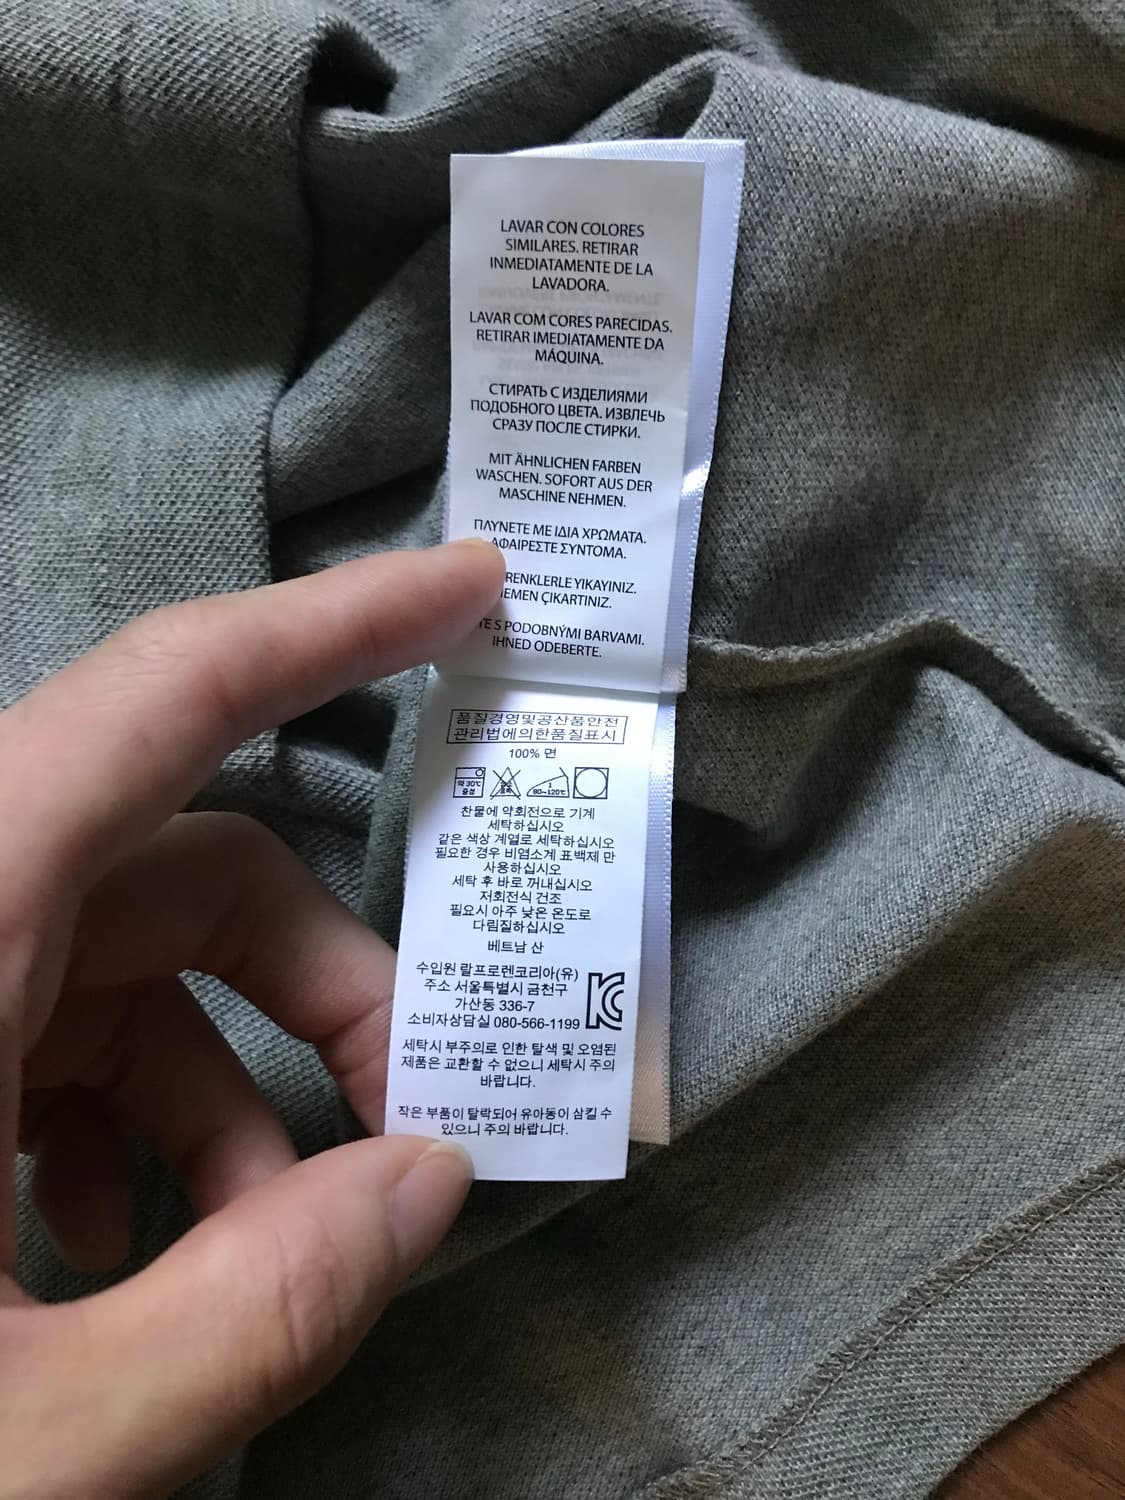 LAVAR CON COLORES
SIMILARES. RETIRAR
INMEDIATAMENTE DE LA
LAVADORA.
LAVAR COM CORES PARECIDAS.
RETIRAR IMEDIATAMENTE DA
MÁQUINA.
СТИРАТЬ С ИЗДЕЛИЯМИ
ПОДОБНОГО ЦВЕТА. ИЗВЛЕЧЬ
СРАЗУ ПОСЛЕ СТИРКИ.
MIT ÄHNLICHEN FARBEN
WASCHEN. SOFORT AUS DER
MASCHINE NEHMEN.
ΠΛΥΝΕΤΕ ΜΕ ΙΔΙΑ ΧΡΩΜΑΤΑ.
ΑΦΑΙΡΕΣΤΕ ΣΥΝΤΟΜΑ.
RENKLERLE YIKAYINIZ.
ÇIKARTINIZ.
S PODOBNÝMI BARVAMI.
IHNED ODEBERTE.
품질경영및공산품안전
관리법에의한품질표시
100% 면
약 30℃
중성
80~120℃
찬물에 약회전으로 기계
세탁하십시오
같은 색상 계열로 세탁하십시오
필요한 경우 비염소계 표백제 만
사용하십시오
세탁 후 바로 꺼내십시오
저회전식 건조
필요시 아주 낮은 온도로
다림질하십시오
베트남 산
수입원 랄프로렌코리아(유)
주소 서울특별시 금천구
가산동 336-7
소비자상담실 080-566-1199
세탁시 부주의로 인한 탈색 및 오염된
제품은 교환할 수 없으니 세탁시 주의
바랍니다.
작은 부품이 탈락되어 유아동이 삼킬 수
있으니 주의 바랍니다.